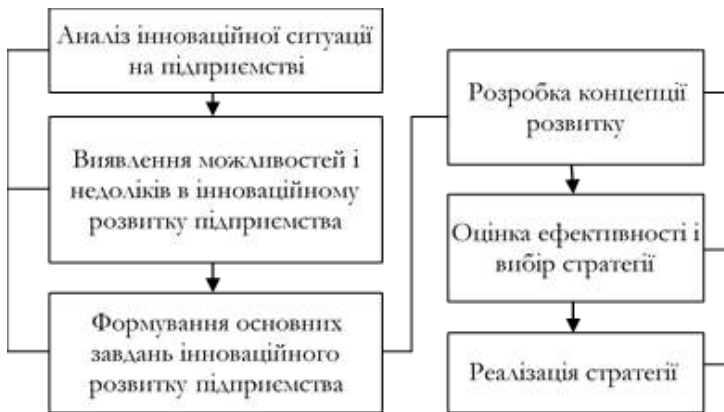 Аналіз інноваційної ситуації
на підприємстві
Виявлення можливостей і
недоліків в інноваційному
розвитку підприємства
Формування основних
завдань інноваційного
розвитку підприємства
Розробка концепції
розвитку
Оцінка ефективності і
вибір стратегії
Реалізація стратегії